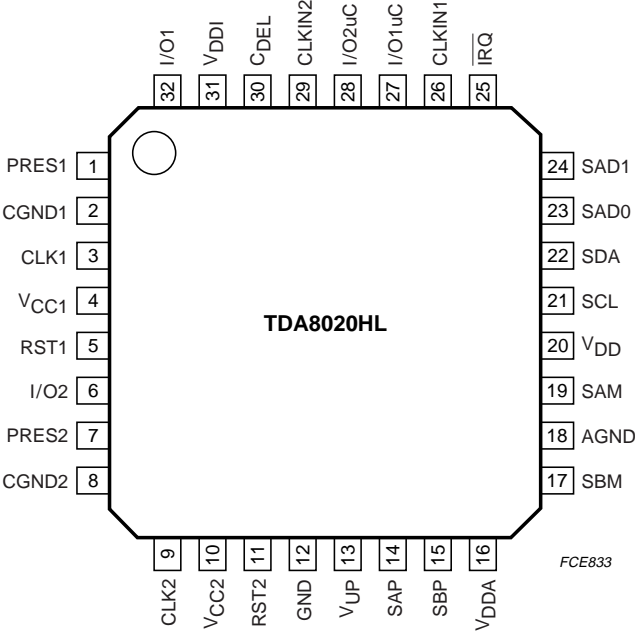 I/O1
VDDI
CDEL
CLKIN2
I/O2uC
I/O1uC
CLKIN1
IRQ
32
31
30
29
28
27
26
25
PRES1 1
CGND1 2
CLK1 3
VCC1 4
RST1 5
I/O2 6
PRES2 7
CGND2 8
TDA8020HL
24 SAD1
23 SAD0
22 SDA
21 SCL
20 VDD
19 SAM
18 AGND
17 SBM
9
10
11
12
13
14
15
16
CLK2
VCC2
RST2
GND
VUP
SAP
SBP
VDDA
FCE833